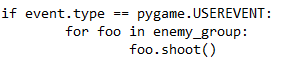 if event.type == pygame.USEREVENT:
        for foo in enemy_group:
                foo.shoot()